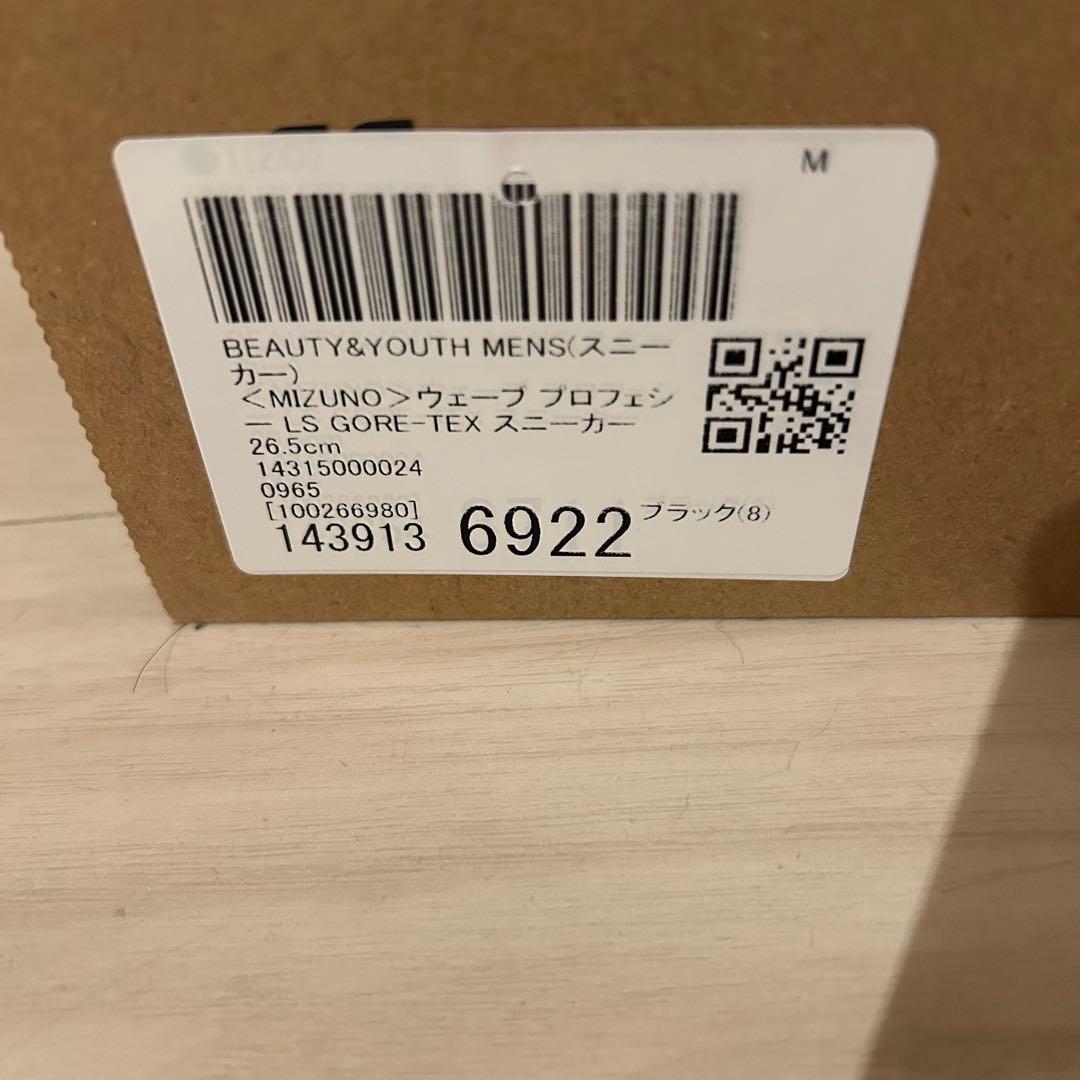 M
BEAUTY&YOUTH MENS(スニー
カー)
＜MIZUNO＞ウェーブ プロフェシ
ー LS GORE-TEX スニーカー
26.5cm
14315000024
0965
[100266980]
143913 6922 ブラック(8)